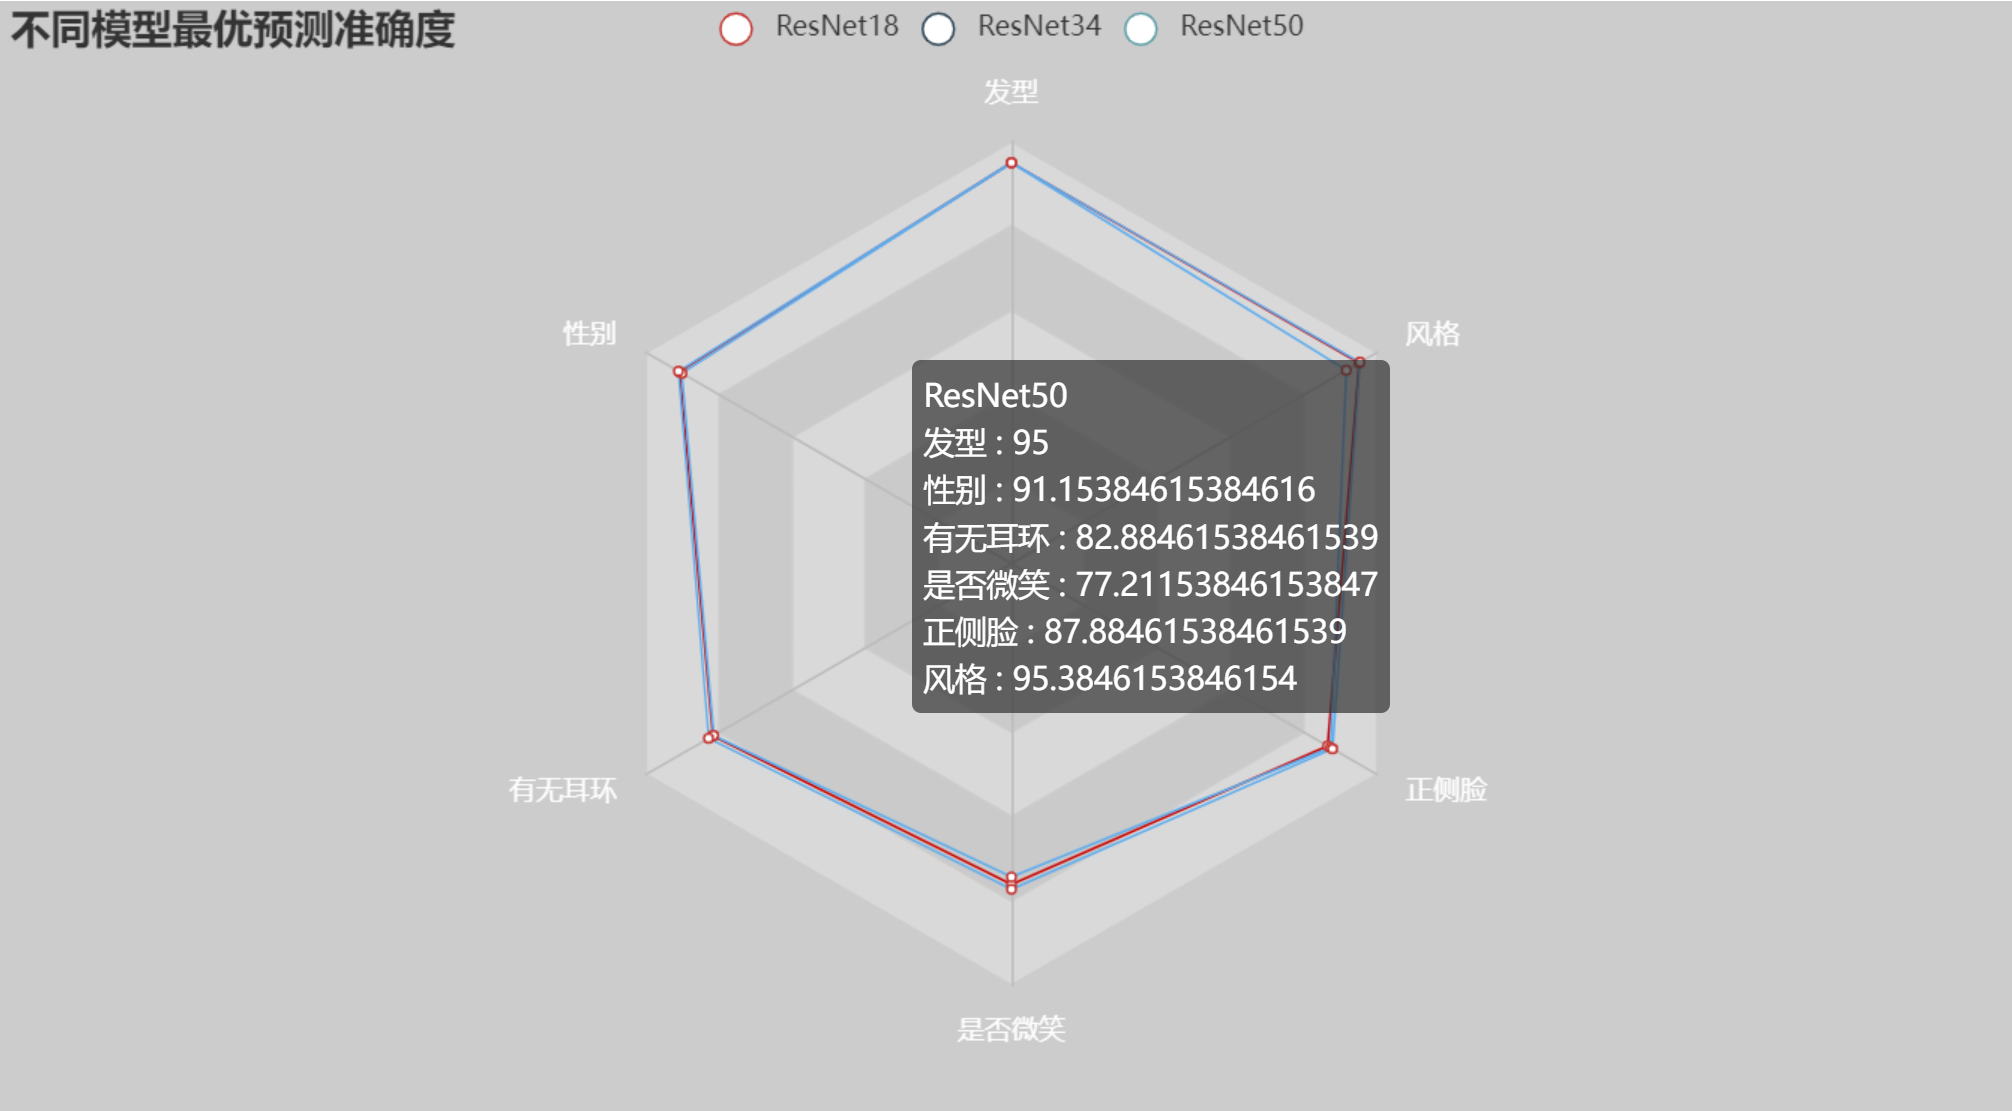 不同模型最优预测准确度
ResNet18 ResNet34 ResNet50
发型
性别
风格
ResNet50
发型 : 95
性别 : 91.15384615384616
有无耳环 : 82.88461538461539
是否微笑 : 77.21153846153847
正侧脸 : 87.88461538461539
风格 : 95.3846153846154
有无耳环
正侧脸
是否微笑